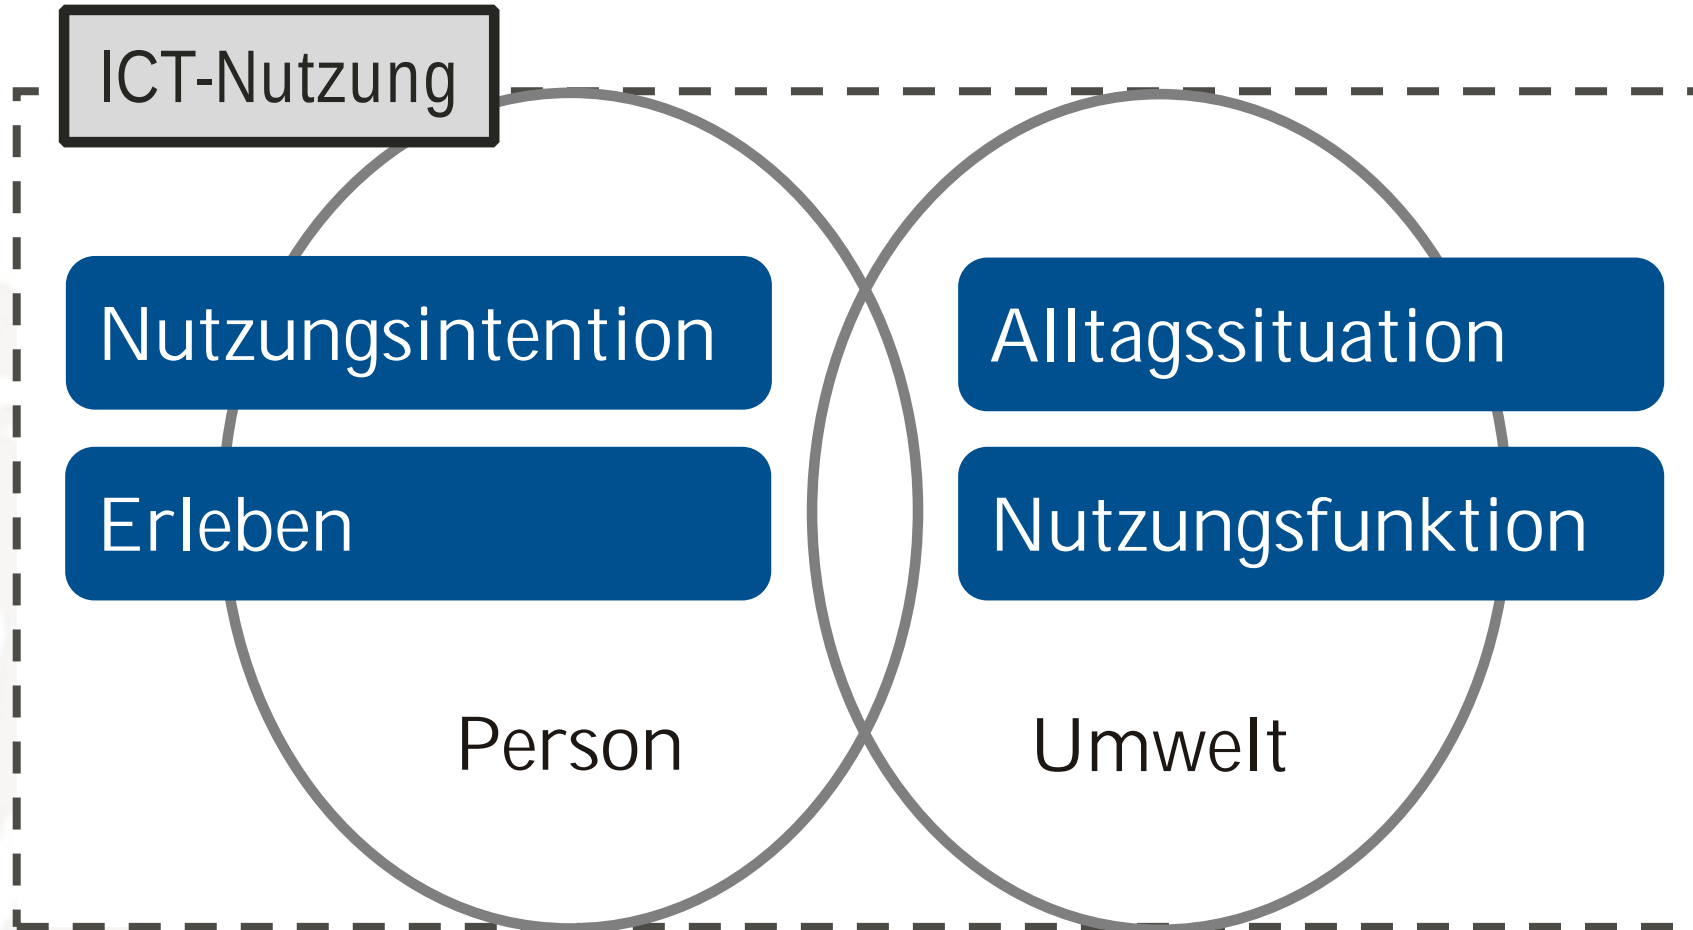 ICT-Nutzung
Nutzungsintention
Alltagssituation
Erleben
Nutzungsfunktion
Person
Umwelt